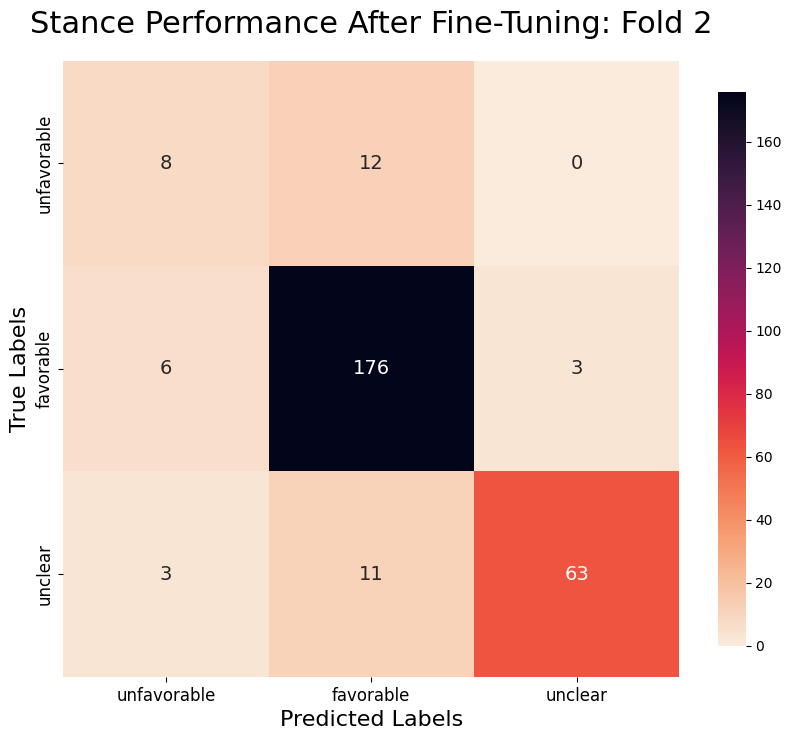 Stance Performance After Fine-Tuning: Fold 2
True Labels
unfavorable
8 12 0
favorable
6 176 3
unclear
3 11 63
unfavorable favorable unclear
Predicted Labels
160
140
120
100
80
60
40
20
0